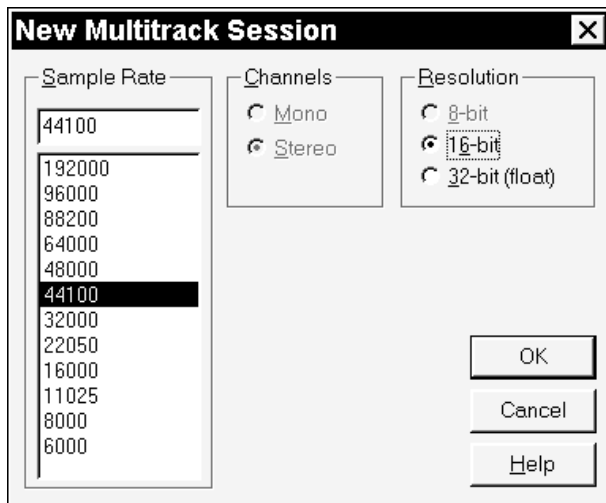 New Multitrack Session
Sample Rate
44100
192000
96000
88200
64000
48000
44100
32000
22050
16000
11025
8000
6000
Channels
Mono
Stereo
Resolution
8-bit
16-bit
32-bit (float)
OK
Cancel
Help